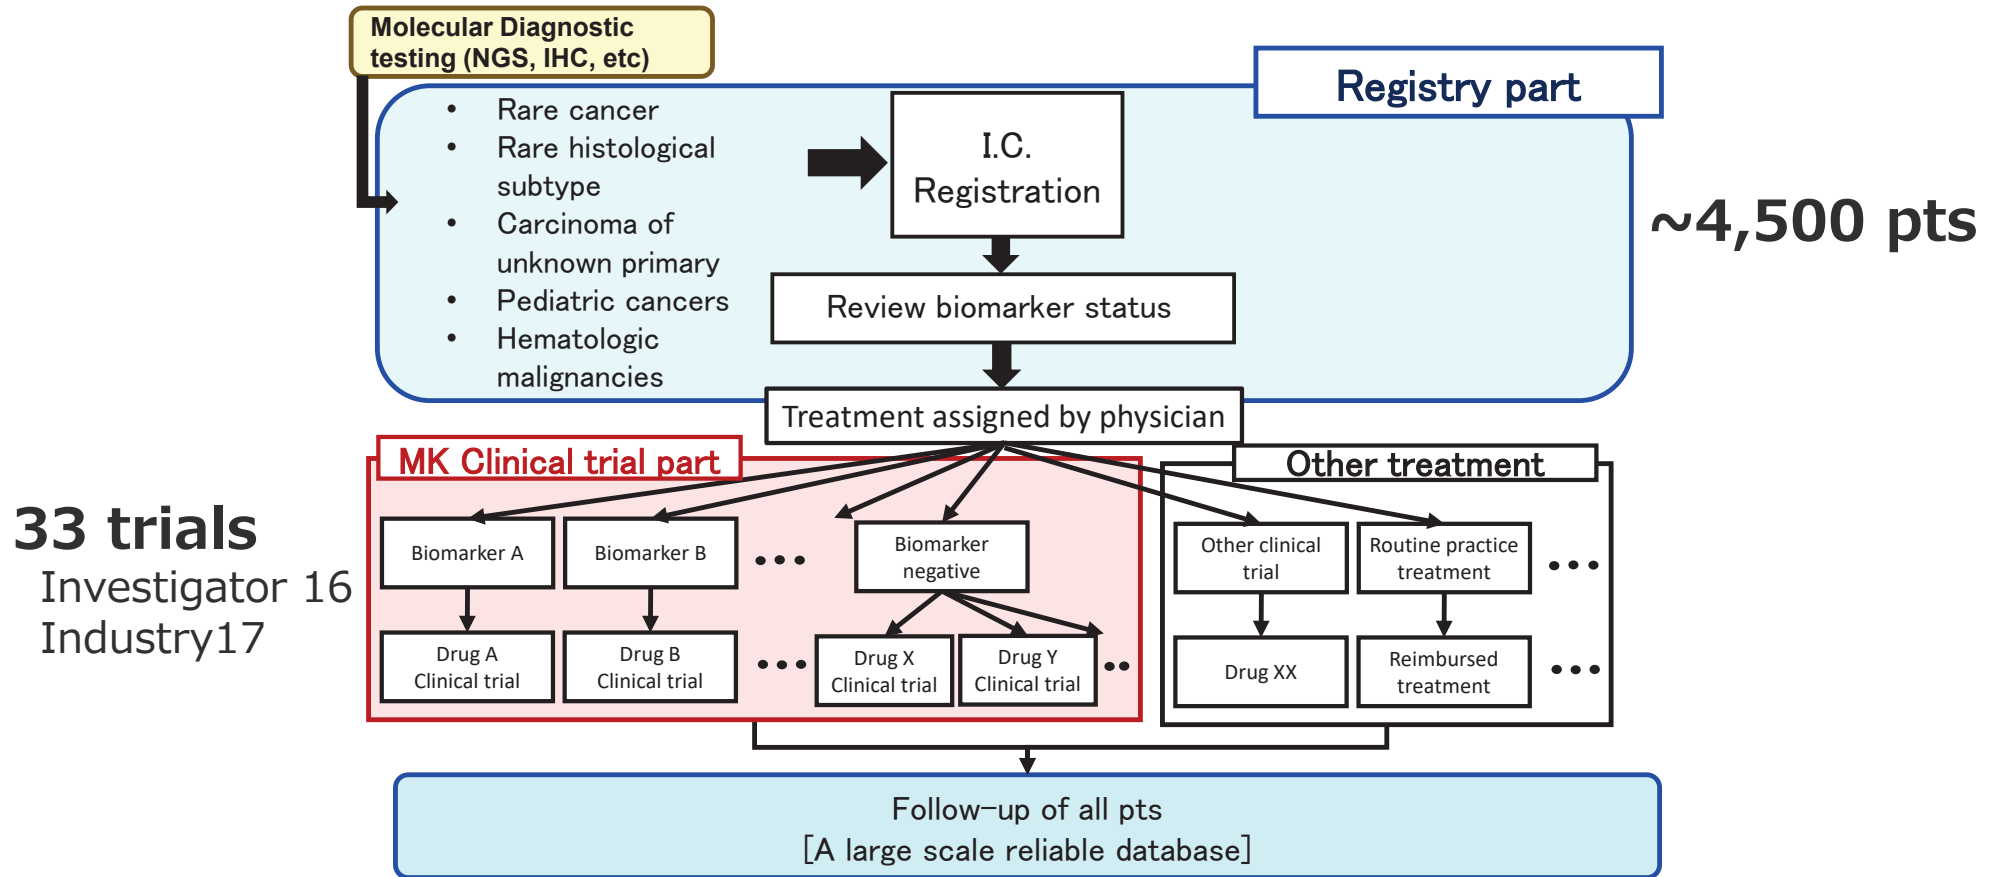 Molecular Diagnostic
testing (NGS, IHC, etc)
Registry part
• Rare cancer
• Rare histological
subtype
• Carcinoma of
unknown primary
• Pediatric cancers
• Hematologic
malignancies
I.C.
Registration
Review biomarker status
~4,500 pts
Treatment assigned by physician
MK Clinical trial part
Other treatment
33 trials
Investigator 16
Industry17
Biomarker A
Biomarker B
•••
Biomarker
negative
Other clinical
trial
Routine practice
treatment
•••
Drug A
Clinical trial
Drug B
Clinical trial
••••
Drug X
Clinical trial
Drug Y
Clinical trial
••
Drug XX
Reimbursed
treatment
•••
Follow-up of all pts
[A large scale reliable database]